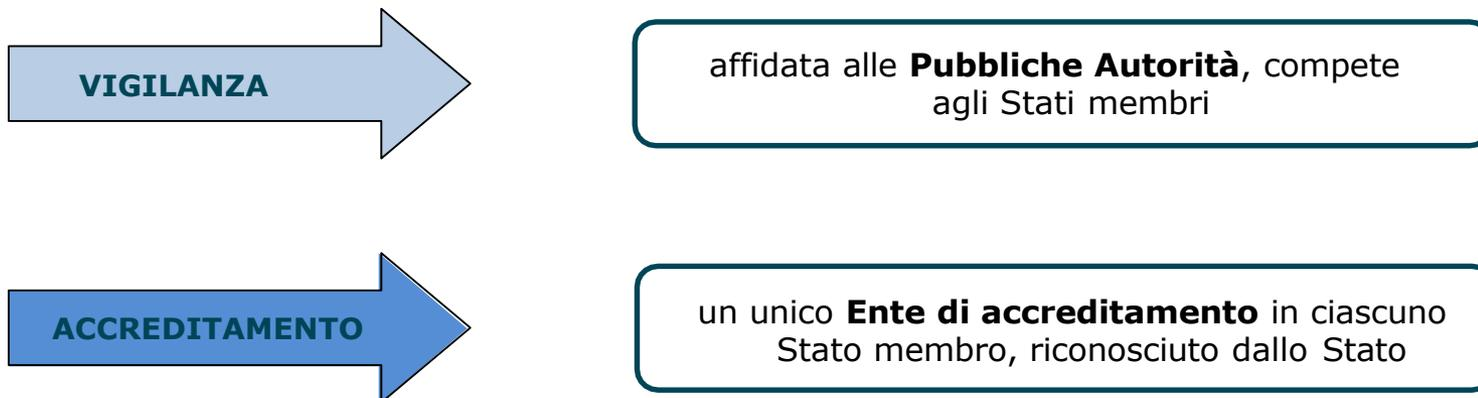 VIGILANZA
affidata alle Pubbliche Autorità, compete
agli Stati membri
ACCREDITAMENTO
un unico Ente di accreditamento in ciascuno
Stato membro, riconosciuto dallo Stato